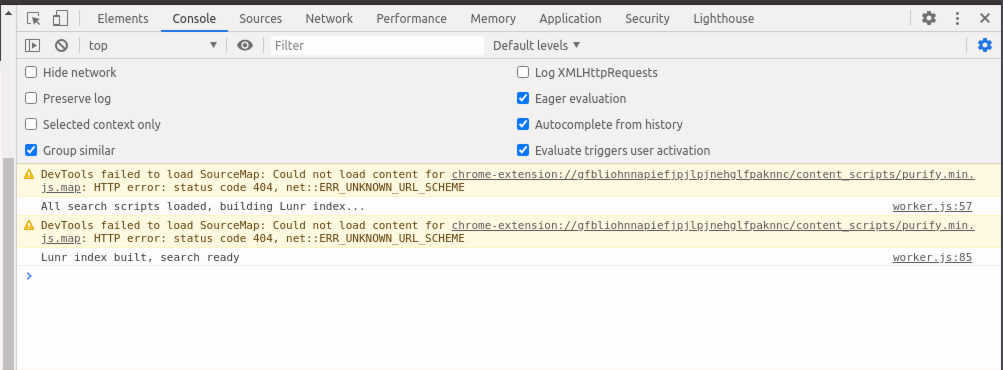 Elements Console Sources Network Performance Memory Application Security Lighthouse
top Filter Default levels
Hide network Log XMLHttpRequests
Preserve log Eager evaluation
Selected context only Autocomplete from history
Group similar Evaluate triggers user activation
DevTools failed to load SourceMap: Could not load content for chrome-extension://gfbliohnnapiefjpjlpjnehglfpaknnc/content_scripts/purify.min.
js.map: HTTP error: status code 404, net::ERR_UNKNOWN_URL_SCHEME
All search scripts loaded, building Lunr index... worker.js:57
DevTools failed to load SourceMap: Could not load content for chrome-extension://gfbliohnnapiefjpjlpjnehglfpaknnc/content_scripts/purify.min.
js.map: HTTP error: status code 404, net::ERR_UNKNOWN_URL_SCHEME
Lunr index built, search ready worker.js:85